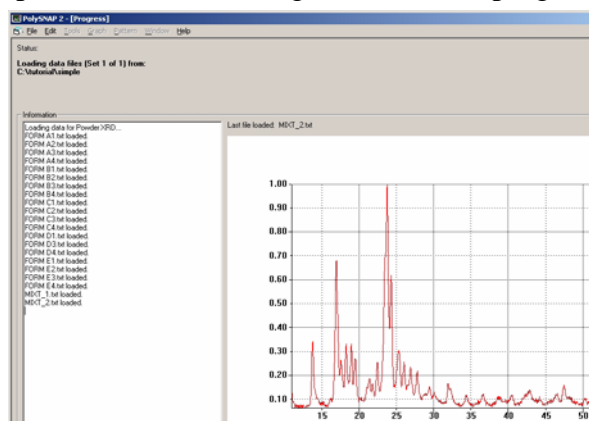 PolySNAP 2 - [Progress]
File Edit Tools Graph Pattern Window Help
Status:
Loading data files (Set 1 of 1) from:
C:\tutorial\simple
Information
Last file loaded MIXT_2.txt
Loading data for Powder XRD...
FORM A1.txt loaded.
FORM A2.txt loaded.
FORM A3.txt loaded.
FORM A4.txt loaded.
FORM B1.txt loaded.
FORM B2.txt loaded.
FORM B3.txt loaded.
FORM B4.txt loaded.
FORM C1.txt loaded.
FORM C2.txt loaded.
FORM C3.txt loaded.
FORM C4.txt loaded.
FORM D1.txt loaded.
FORM D3.txt loaded.
FORM D4.txt loaded.
FORM E1.txt loaded.
FORM E2.txt loaded.
FORM E3.txt loaded.
FORM E4.txt loaded.
MIXT_1.txt loaded.
MIXT_2.txt loaded.
1.00
0.90
0.80
0.70
0.60
0.50
0.40
0.30
0.20
0.10
15 20 25 30 35 40 45 50